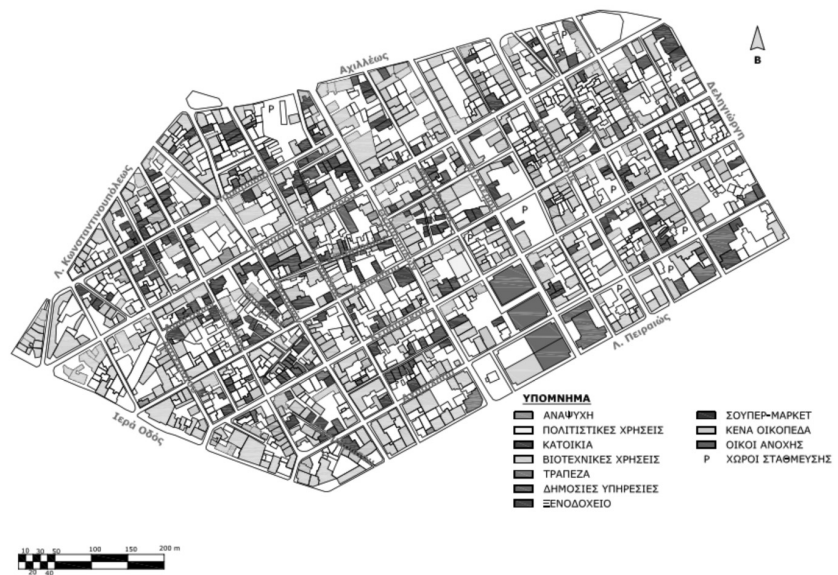 Αχιλλέως
Β
Δεληγιώργη
Λ. Κωνσταντινουπόλεως
Ρ
Ρ
Ρ
Ρ
Ρ
Ρ
Ρ
Ρ
Λ. Πειραιώς
Ιερά Οδός
ΥΠΟΜΝΗΜΑ
ΑΝΑΨΥΧΗ
ΠΟΛΙΤΙΣΤΙΚΕΣ ΧΡΗΣΕΙΣ
ΚΑΤΟΙΚΙΑ
ΒΙΟΤΕΧΝΙΚΕΣ ΧΡΗΣΕΙΣ
ΤΡΑΠΕΖΑ
ΔΗΜΟΣΙΕΣ ΥΠΗΡΕΣΙΕΣ
ΞΕΝΟΔΟΧΕΙΟ
ΣΟΥΠΕΡ-ΜΑΡΚΕΤ
ΚΕΝΑ ΟΙΚΟΠΕΔΑ
ΟΙΚΟΙ ΑΝΟΧΗΣ
Ρ ΧΩΡΟΙ ΣΤΑΘΜΕΥΣΗΣ
10 30 50 100 150 200 m
20 40